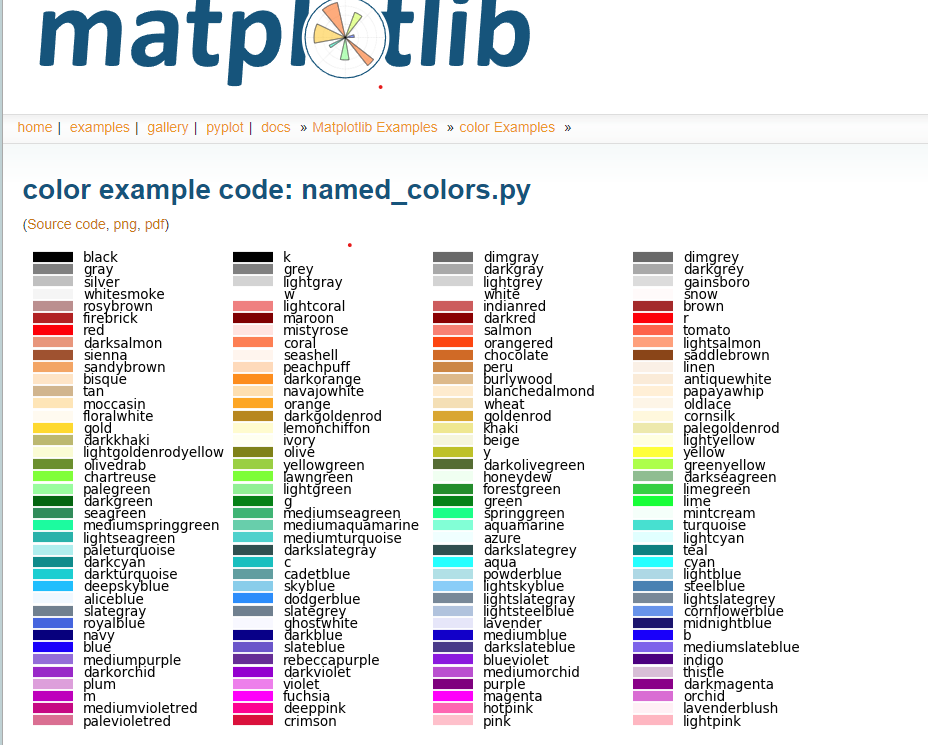 matplotlib
home | examples | gallery | pyplot | docs » Matplotlib Examples » color Examples »
color example code: named_colors.py
(Source code, png, pdf)
black k dimgray dimgrey
gray grey darkgray darkgrey
silver lightgray lightgrey gainsboro
whitesmoke w white snow
rosybrown lightcoral indianred brown
firebrick maroon darkred r
red mistyrose salmon tomato
darksalmon coral orangered lightsalmon
sienna seashell chocolate saddlebrown
sandybrown peachpuff peru linen
bisque darkorange burlywood antiquewhite
tan navajowhite blanchedalmond papayawhip
moccasin orange wheat oldlace
floralwhite darkgoldenrod goldenrod cornsilk
gold lemonchiffon khaki palegoldenrod
darkkhaki ivory beige lightyellow
lightgoldenrodyellow olive y yellow
olivedrab yellowgreen darkolivegreen greenyellow
chartreuse lawngreen honeydew darkseagreen
palegreen lightgreen forestgreen limegreen
darkgreen g green lime
seagreen mediumseagreen springgreen mintcream
mediumspringgreen mediumaquamarine aquamarine turquoise
lightseagreen mediumturquoise azure lightcyan
paleturquoise darkslategray darkslategrey teal
darkcyan c aqua cyan
darkturquoise cadetblue powderblue lightblue
deepskyblue skyblue lightskyblue steelblue
aliceblue dodgerblue lightslategray lightslategrey
slategray slategrey lightsteelblue cornflowerblue
royalblue ghostwhite lavender midnightblue
navy darkblue mediumblue b
blue slateblue darkslateblue mediumslateblue
mediumpurple rebeccapurple blueviolet indigo
darkorchid darkviolet mediumorchid thistle
plum violet purple darkmagenta
m fuchsia magenta orchid
mediumvioletred deeppink hotpink lavenderblush
palevioletred crimson pink lightpink